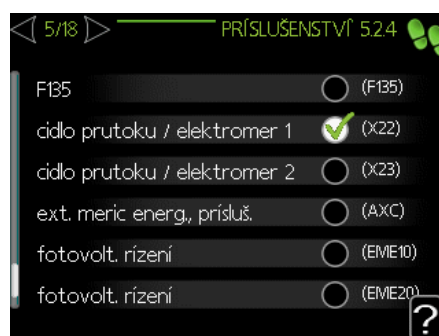 5/18 PRÍSLUŠENSTVÍ 5.2.4
F135 (F135)
cidlo prutoku / elektromer 1 (X22)
cidlo prutoku / elektromer 2 (X23)
ext. meric energ., prísluš. (AXC)
fotovolt. rízení (EME10)
fotovolt. rízení (EME20)
?